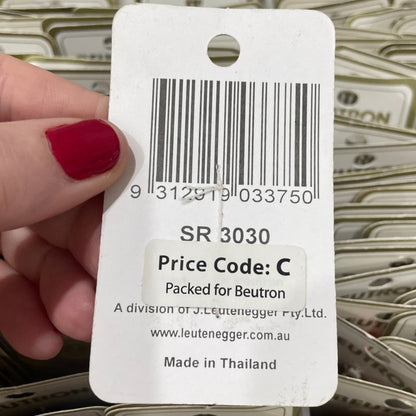 9 312919 033750
SR 3030
Price Code: C
Packed for Beutron
A division of J.Leutenegger Pty.Ltd.
www.leutenegger.com.au
Made in Thailand